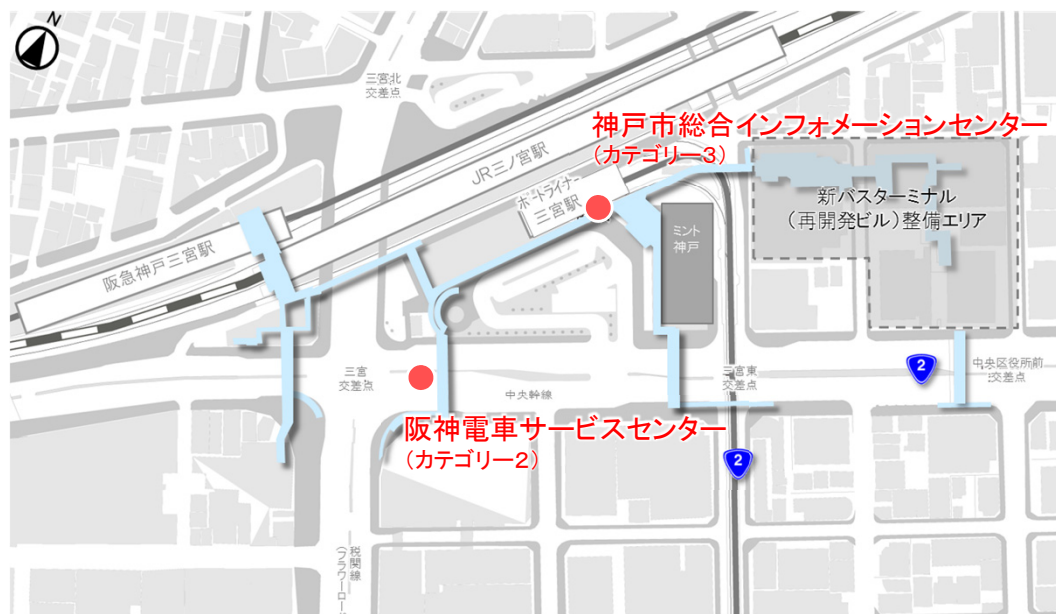 N
三宮北
交差点
神戸市総合インフォメーションセンター
(カテゴリー3)
JR三ノ宮駅
ポートライナー
三宮駅
新バスターミナル
(再開発ビル)整備エリア
ミント
神戸
阪急神戸三宮駅
三宮
交差点
中央幹線
三宮東
交差点
2
中央区役所前
交差点
阪神電車サービスセンター
(カテゴリー2)
2
税関線
(フラワーロード